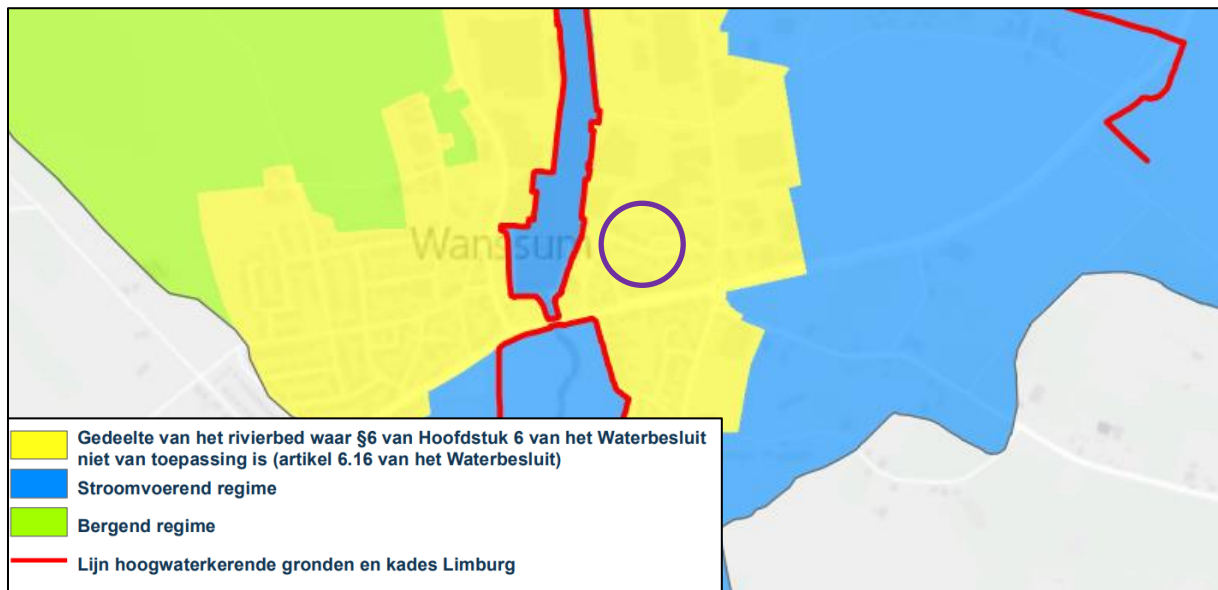 Wanssum
Gedeelte van het rivierbed waar §6 van Hoofdstuk 6 van het Waterbesluit
niet van toepassing is (artikel 6.16 van het Waterbesluit)
Stroomvoerend regime
Bergend regime
Lijn hoogwaterkerende gronden en kades Limburg